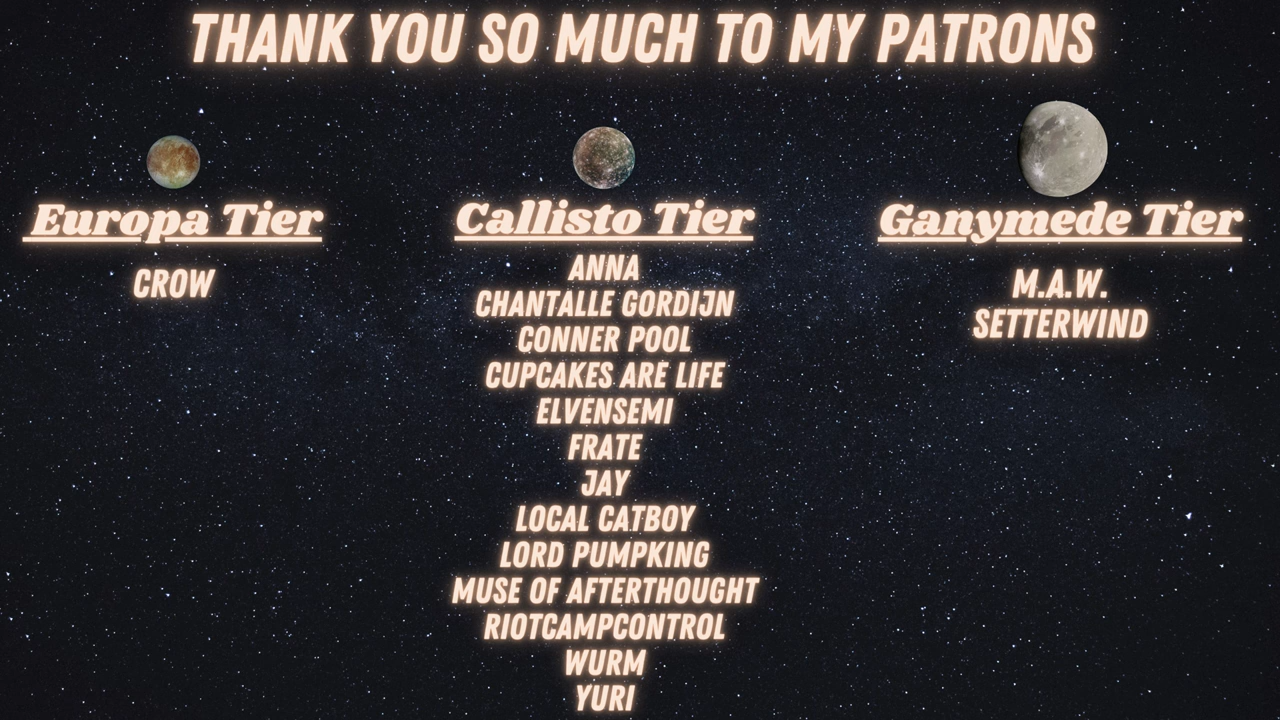 THANK YOU SO MUCH TO MY PATRONS
Europa Tier
CROW
Callisto Tier
ANNA
CHANTALLE GORDIJN
CONNER POOL
CUPCAKES ARE LIFE
ELVENSEMI
FRATE
JAY
LOCAL CATBOY
LORD PUMPKING
MUSE OF AFTERTHOUGHT
RIOTCAMPCONTROL
WURM
YURI
Ganymede Tier
M.A.W.
SETTERWIND